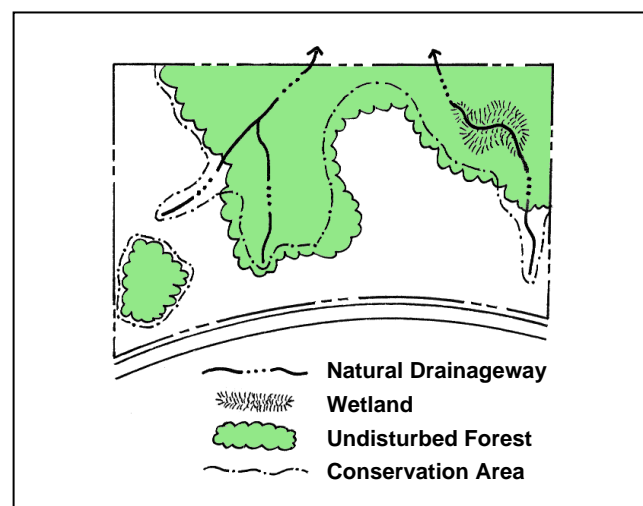 Natural Drainageway
Wetland
Undisturbed Forest
Conservation Area